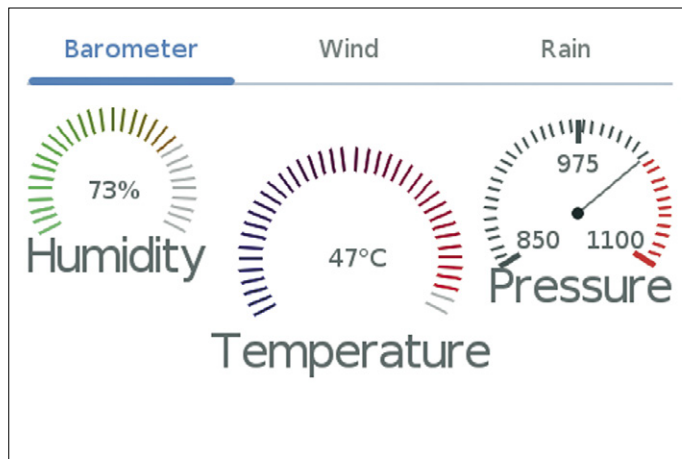 Barometer Wind Rain
975
73%
850 1100
Humidity
47°C
Pressure
Temperature